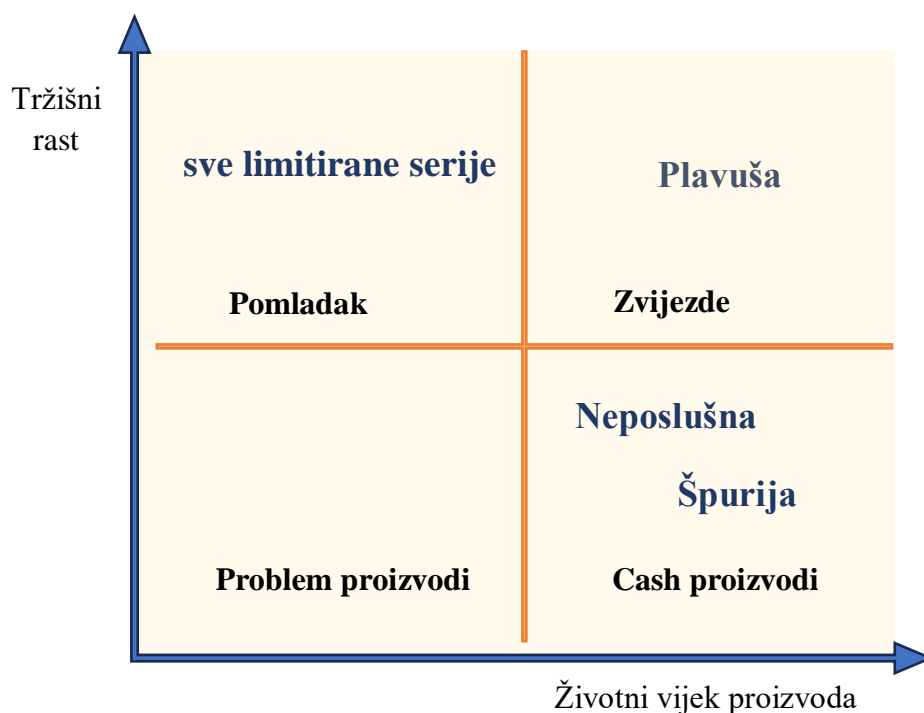 Tržišni
rast
sve limitirane serije
Plavuša
Pomladak
Zvijezde
Neposlušna
Špurija
Problem proizvodi
Cash proizvodi
Životni vijek proizvoda